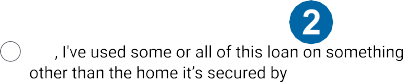 2
, I've used some or all of this loan on something
other than the home it's secured by